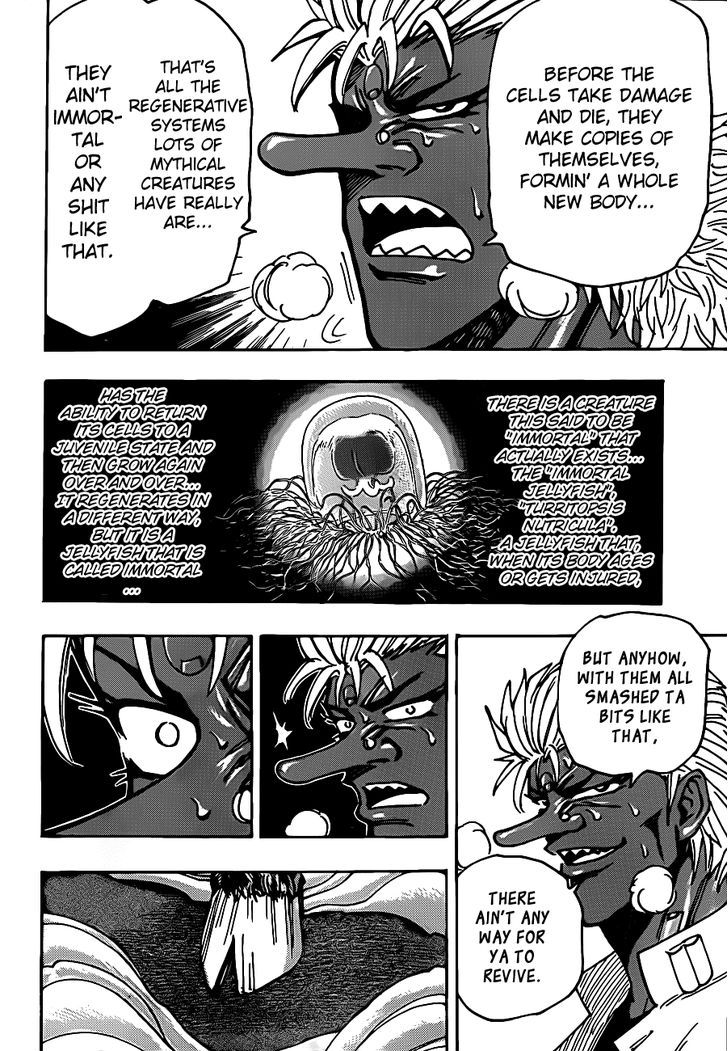 BEFORE THE
CELLS TAKE DAMAGE
AND DIE, THEY
MAKE COPIES OF
THEMSELVES,
FORMIN' A WHOLE
NEW BODY...
THAT'S
ALL THE
REGENERATIVE
SYSTEMS
LOTS OF
MYTHICAL
CREATURES
HAVE REALLY
ARE...
THEY
AIN'T
IMMOR-
TAL
OR
ANY
SHIT
LIKE
THAT.
THERE IS A CREATURE
THIS SAID TO BE
"IMMORTAL" THAT
ACTUALLY EXISTS...
THE "IMMORTAL
JELLYFISH",
"TURRITOPSIS
NUTRICULA".
A JELLYFISH THAT,
WHEN ITS BODY AGES
OR GETS INJURED,
HAS THE
ABILITY TO RETURN
ITS CELLS TO A
JUVENILE STATE AND
THEN GROW AGAIN
OVER AND OVER...
IT REGENERATES IN
A DIFFERENT WAY,
BUT IT IS A
JELLYFISH THAT IS
CALLED IMMORTAL
...
BUT ANYHOW,
WITH THEM ALL
SMASHED TA
BITS LIKE
THAT,
THERE
AIN'T ANY
WAY FOR
YA TO
REVIVE.